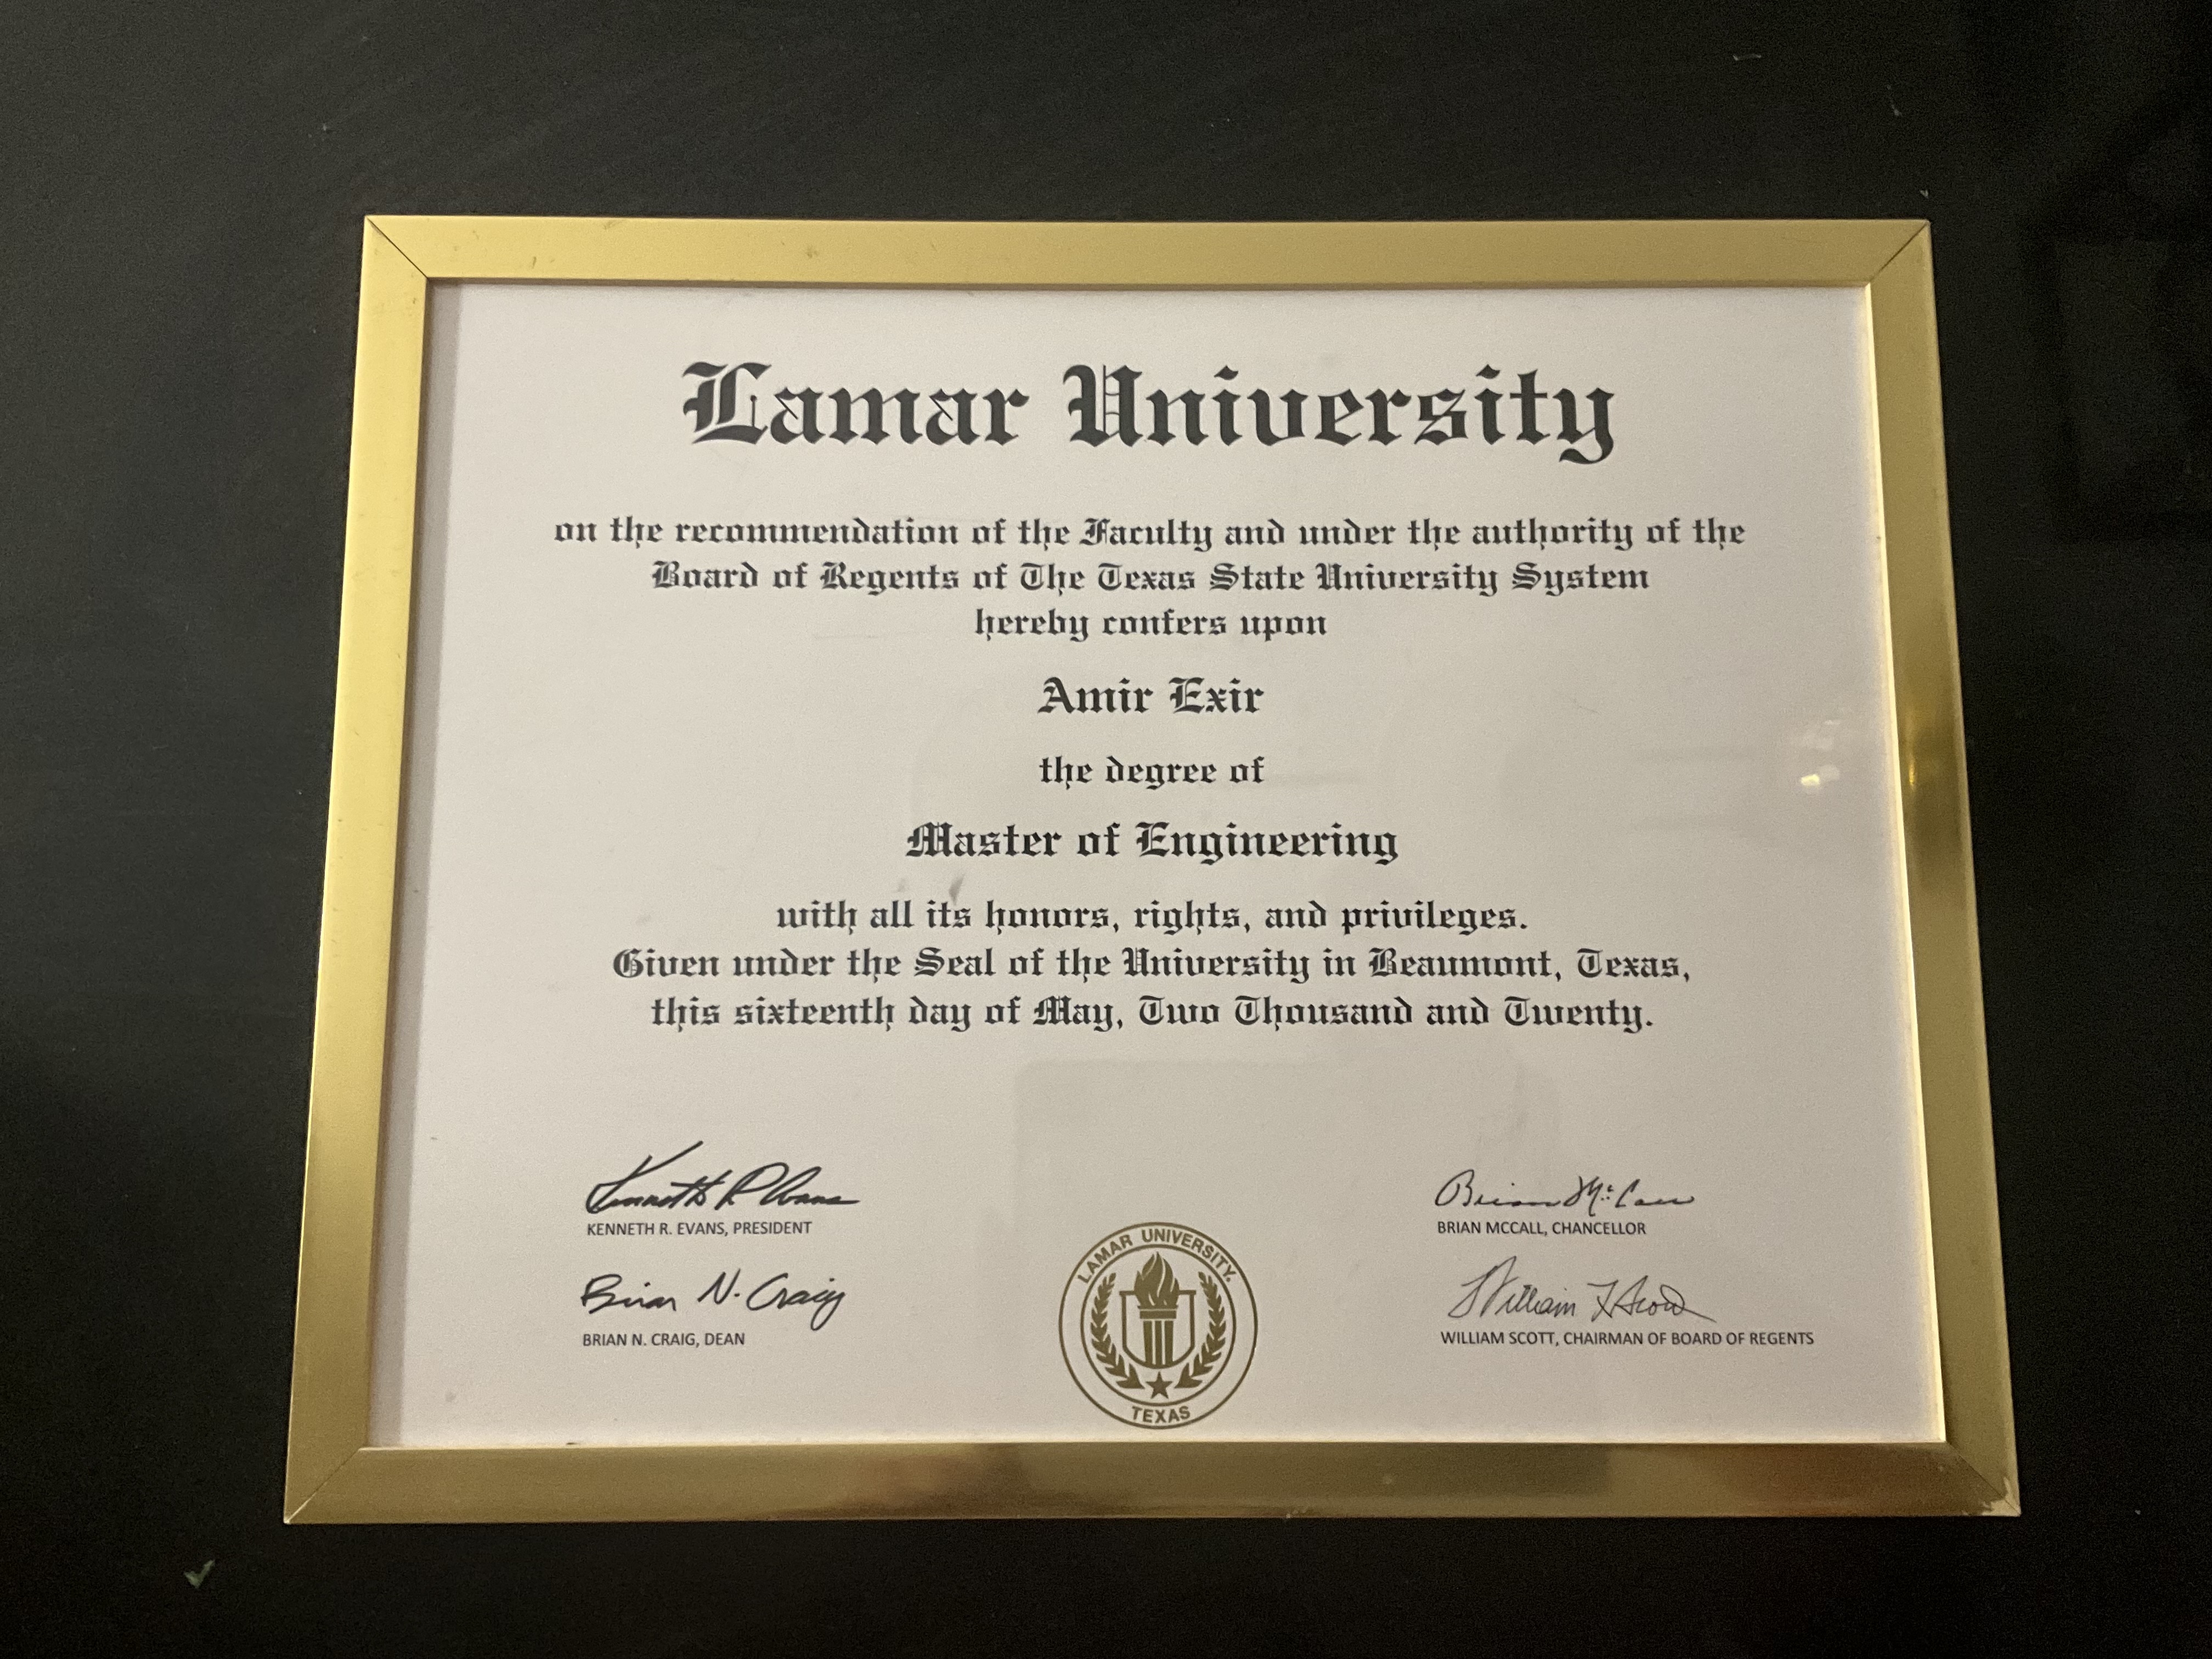 Lamar University
on the recommendation of the Faculty and under the authority of the
Board of Regents of The Texas State University System
hereby confers upon
Amir Exir
the degree of
Master of Engineering
with all its honors, rights, and privileges.
Given under the Seal of the University in Beaumont, Texas,
this sixteenth day of May, Two Thousand and Twenty.
Kenneth R Evans
KENNETH R. EVANS, PRESIDENT
Brian McCall
BRIAN MCCALL, CHANCELLOR
Brian N. Craig
BRIAN N. CRAIG, DEAN
William F Scott
WILLIAM SCOTT, CHAIRMAN OF BOARD OF REGENTS
LAMAR UNIVERSITY
TEXAS